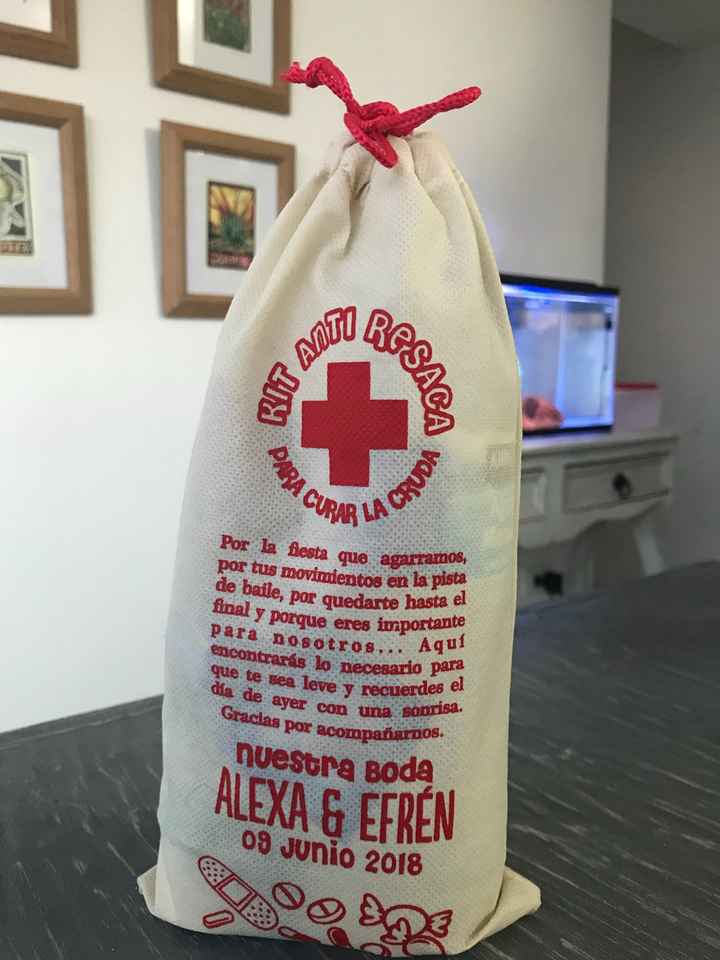 KIT ANTI ReSACA
PARA CURAR LA CRUDA
Por la fiesta que agarramos,
por tus movimientos en la pista
de baile, por quedarte hasta el
final y porque eres importante
para nosotros... Aquí
encontrarás lo necesario para
que te sea leve y recuerdes el
día de ayer con una sonrisa.
Gracias por acompañarnos.
nuestra BODA
ALEXA & EFRÉN
09 Junio 2018